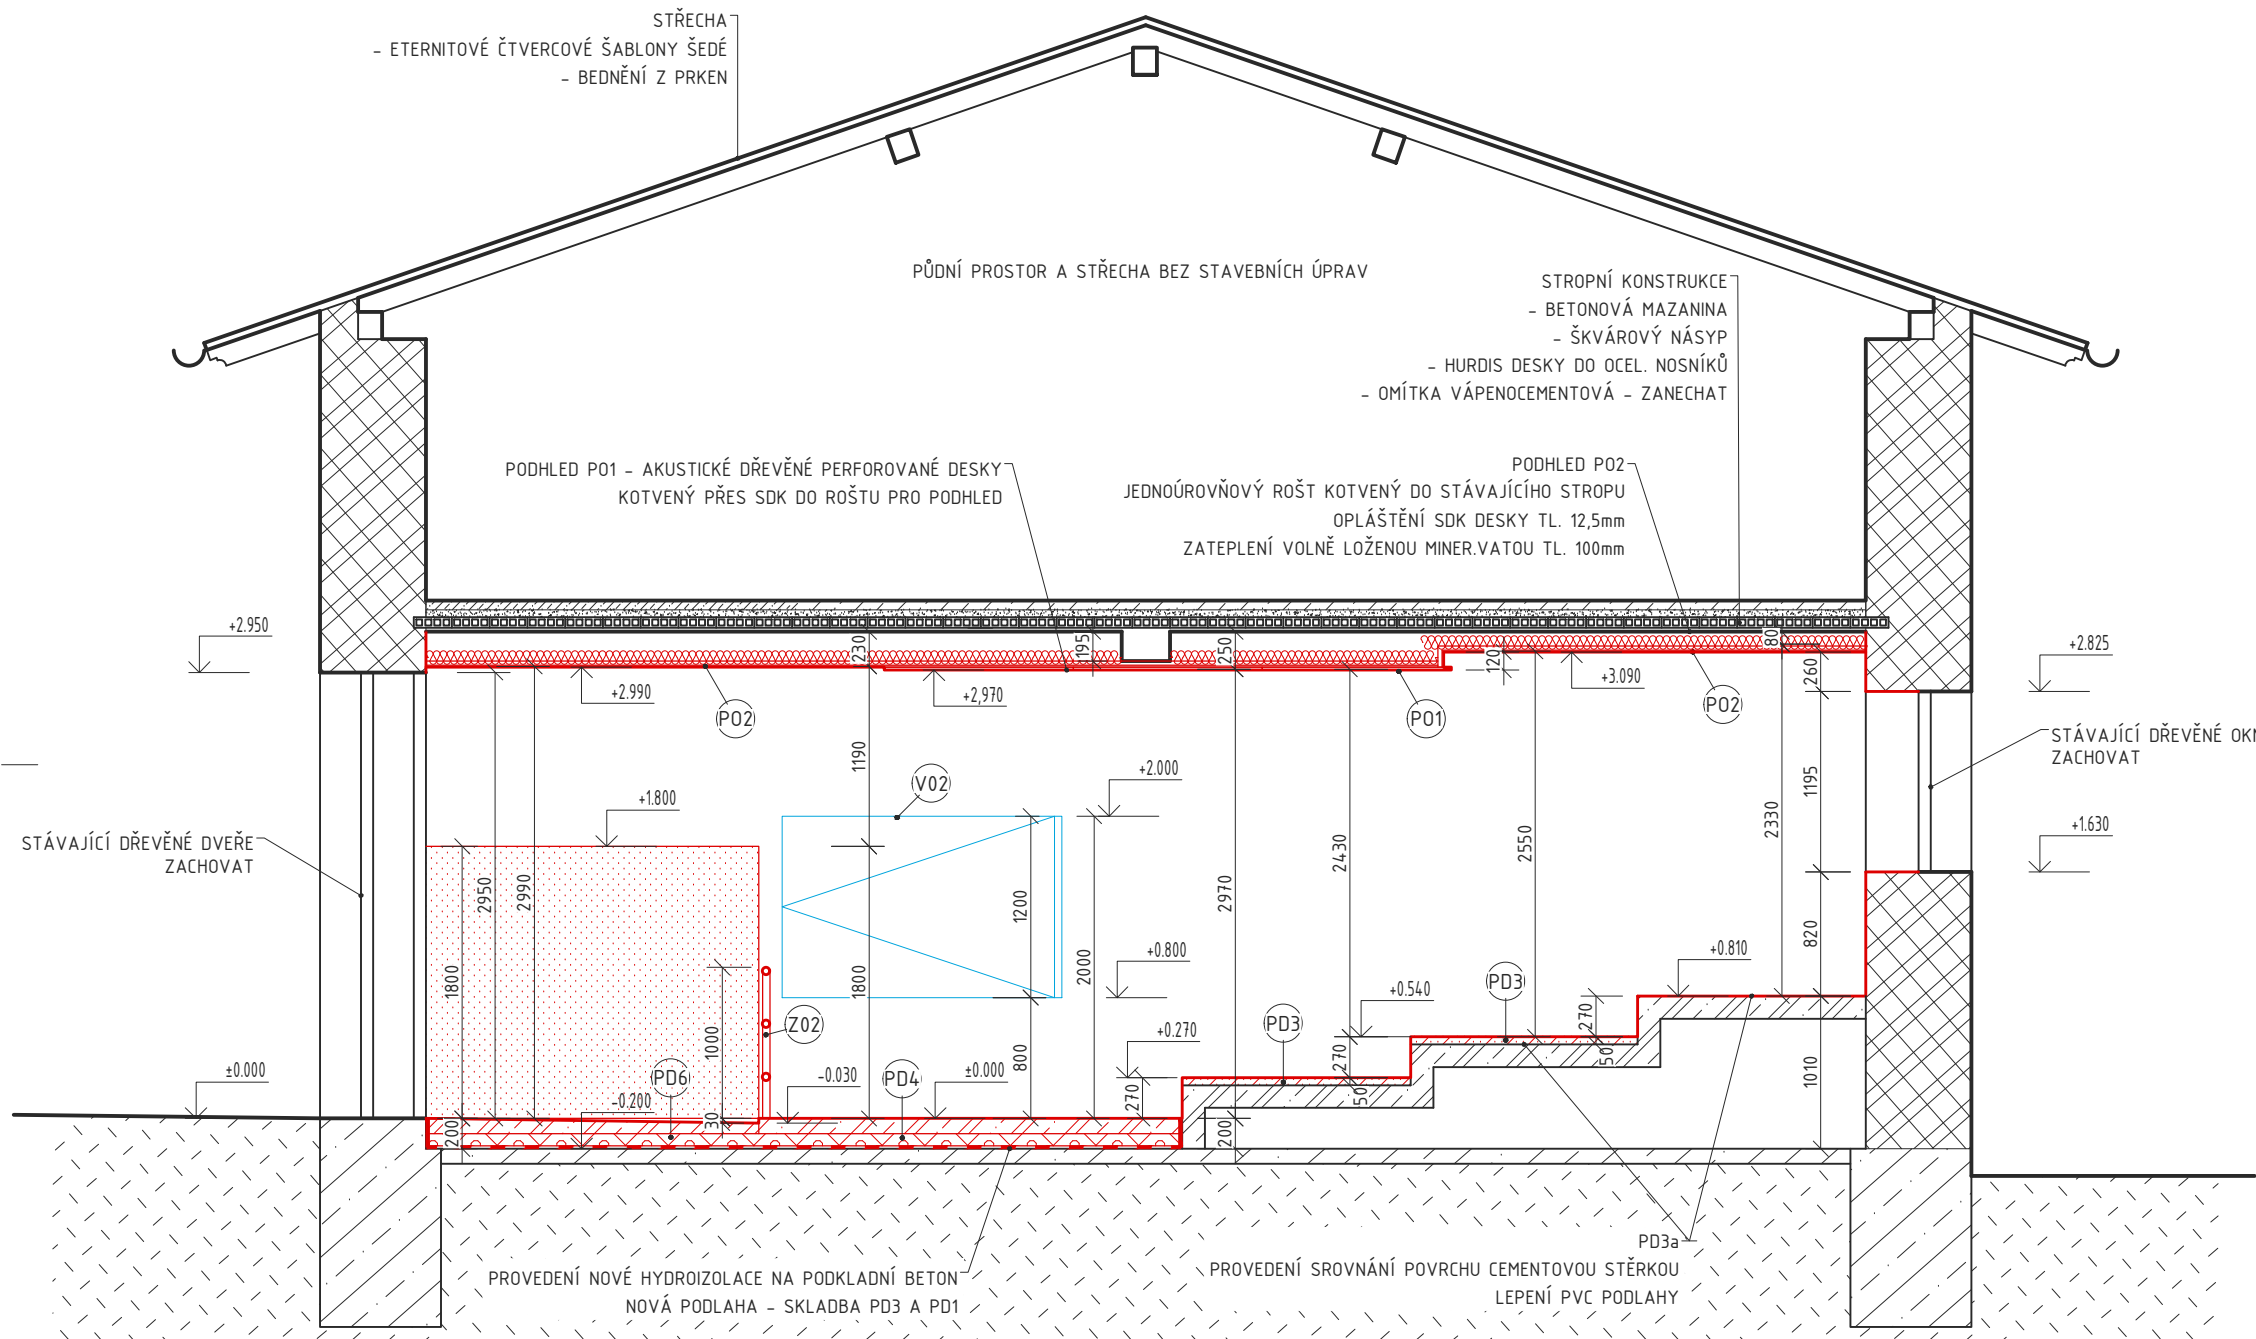 STŘECHA
- ETERNITOVÉ ČTVERCOVÉ ŠABLONY ŠEDÉ
- BEDNĚNÍ Z PRKEN
PŮDNÍ PROSTOR A STŘECHA BEZ STAVEBNÍCH ÚPRAV
STROPNÍ KONSTRUKCE
- BETONOVÁ MAZANINA
- ŠKVÁROVÝ NÁSYP
- HURDIS DESKY DO OCEL. NOSNÍKŮ
- OMÍTKA VÁPENOCEMENTOVÁ - ZANECHAT
PODHLED PO1 - AKUSTICKÉ DŘEVĚNÉ PERFOROVANÉ DESKY
KOTVENÝ PŘES SDK DO ROŠTU PRO PODHLED
PODHLED PO2
JEDNOÚROVŇOVÝ ROŠT KOTVENÝ DO STÁVAJÍCÍHO STROPU
OPLÁŠTĚNÍ SDK DESKY TL. 12,5mm
ZATEPLENÍ VOLNĚ LOŽENOU MINER.VATOU TL. 100mm
+2.950
230
195
250
80
120
260
+2.825
+2.990
+2,970
+3.090
PO2
PO1
PO2
STÁVAJÍCÍ DŘEVĚNÉ OKN
ZACHOVAT
1190
V02
+2.000
+1.800
1195
2330
+1.630
STÁVAJÍCÍ DŘEVĚNÉ DVEŘE
ZACHOVAT
2950
2990
1200
2970
2430
2550
820
1800
1800
2000
+0.800
+0.810
+0.540
PD3
1000
Z02
+0.270
PD3
270
270
50
50
270
1010
800
±0.000
PD6
-0.030
PD4
±0.000
-0.200
200
30
200
PD3a
PROVEDENÍ NOVÉ HYDROIZOLACE NA PODKLADNÍ BETON
NOVÁ PODLAHA - SKLADBA PD3 A PD1
PROVEDENÍ SROVNÁNÍ POVRCHU CEMENTOVOU STĚRKOU
LEPENÍ PVC PODLAHY